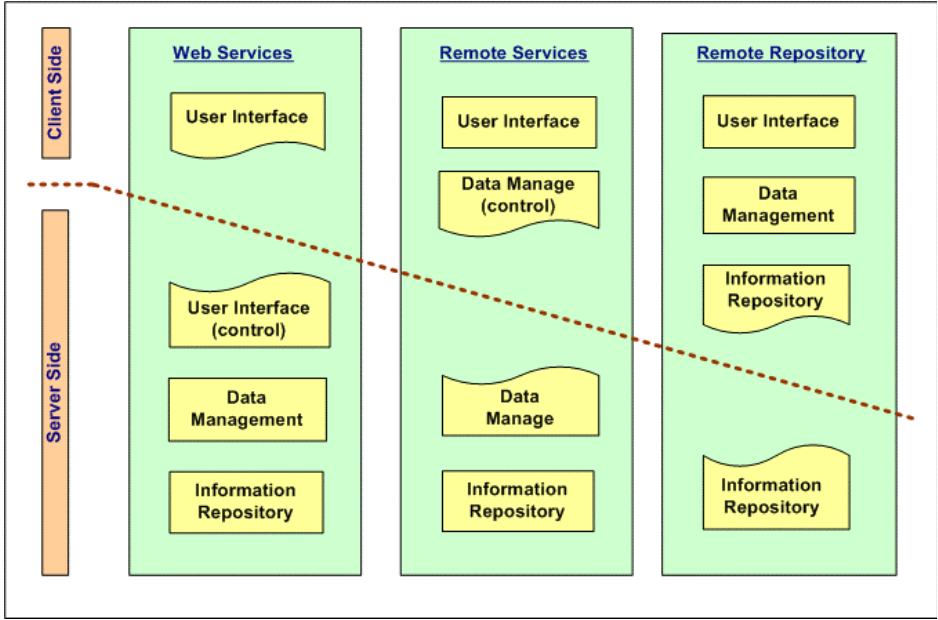 Client Side
Server Side
Web Services
User Interface
User Interface
(control)
Data
Management
Information
Repository
Remote Services
User Interface
Data Manage
(control)
Data
Manage
Information
Repository
Remote Repository
User Interface
Data
Management
Information
Repository
Information
Repository